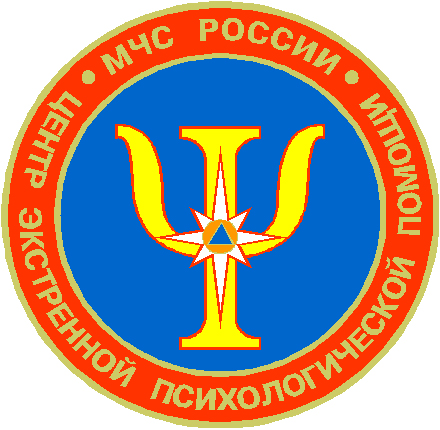 МЧС РОССИИ
ЦЕНТР ЭКСТРЕННОЙ ПСИХОЛОГИЧЕСКОЙ ПОМОЩИ